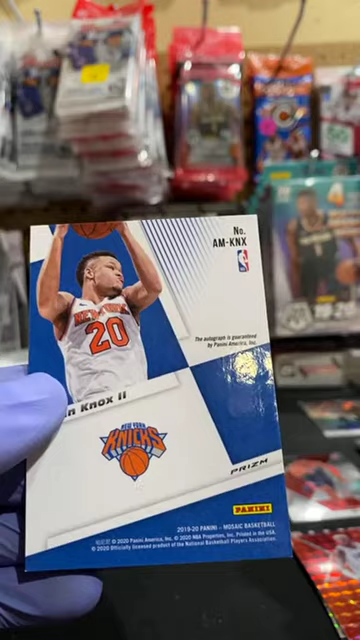 No.
AM-KNX
The autograph is guaranteed
by Panini America, Inc.
NEW YORK
20
n Knox II
NEW YORK
KNICKS
PRIZM
PANINI
2019-20 PANINI – MOSAIC BASKETBALL
© 2020 Panini America, Inc. © 2020 NBA Properties, Inc. Printed in the USA.
© 2020 Officially licensed product of the National Basketball Players Association.